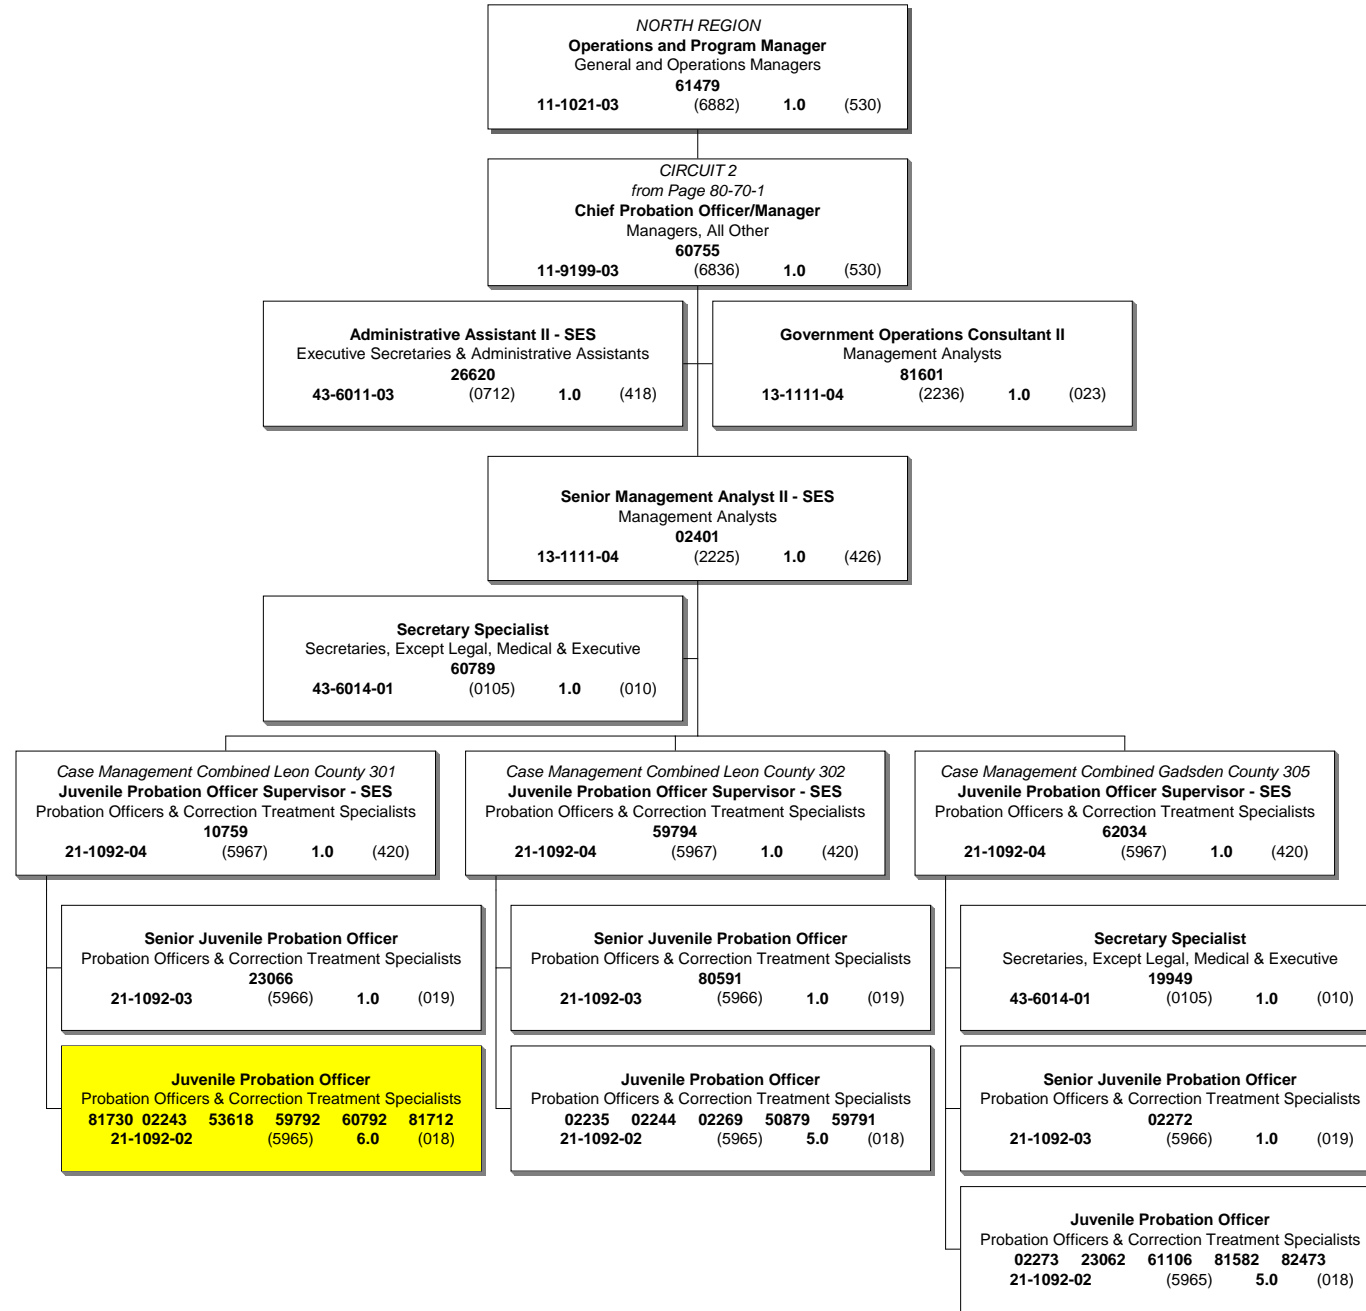 NORTH REGION
Operations and Program Manager
General and Operations Managers
61479
11-1021-03 (6882) 1.0 (530)
CIRCUIT 2
from Page 80-70-1
Chief Probation Officer/Manager
Managers, All Other
60755
11-9199-03 (6836) 1.0 (530)
Administrative Assistant II - SES
Executive Secretaries & Administrative Assistants
26620
43-6011-03 (0712) 1.0 (418)
Government Operations Consultant II
Management Analysts
81601
13-1111-04 (2236) 1.0 (023)
Senior Management Analyst II - SES
Management Analysts
02401
13-1111-04 (2225) 1.0 (426)
Secretary Specialist
Secretaries, Except Legal, Medical & Executive
60789
43-6014-01 (0105) 1.0 (010)
Case Management Combined Leon County 301
Juvenile Probation Officer Supervisor - SES
Probation Officers & Correction Treatment Specialists
10759
21-1092-04 (5967) 1.0 (420)
Senior Juvenile Probation Officer
Probation Officers & Correction Treatment Specialists
23066
21-1092-03 (5966) 1.0 (019)
Juvenile Probation Officer
Probation Officers & Correction Treatment Specialists
81730 02243 53618 59792 60792 81712
21-1092-02 (5965) 6.0 (018)
Case Management Combined Leon County 302
Juvenile Probation Officer Supervisor - SES
Probation Officers & Correction Treatment Specialists
59794
21-1092-04 (5967) 1.0 (420)
Senior Juvenile Probation Officer
Probation Officers & Correction Treatment Specialists
80591
21-1092-03 (5966) 1.0 (019)
Juvenile Probation Officer
Probation Officers & Correction Treatment Specialists
02235 02244 02269 50879 59791
21-1092-02 (5965) 5.0 (018)
Case Management Combined Gadsden County 305
Juvenile Probation Officer Supervisor - SES
Probation Officers & Correction Treatment Specialists
62034
21-1092-04 (5967) 1.0 (420)
Secretary Specialist
Secretaries, Except Legal, Medical & Executive
19949
43-6014-01 (0105) 1.0 (010)
Senior Juvenile Probation Officer
Probation Officers & Correction Treatment Specialists
02272
21-1092-03 (5966) 1.0 (019)
Juvenile Probation Officer
Probation Officers & Correction Treatment Specialists
02273 23062 61106 81582 82473
21-1092-02 (5965) 5.0 (018)